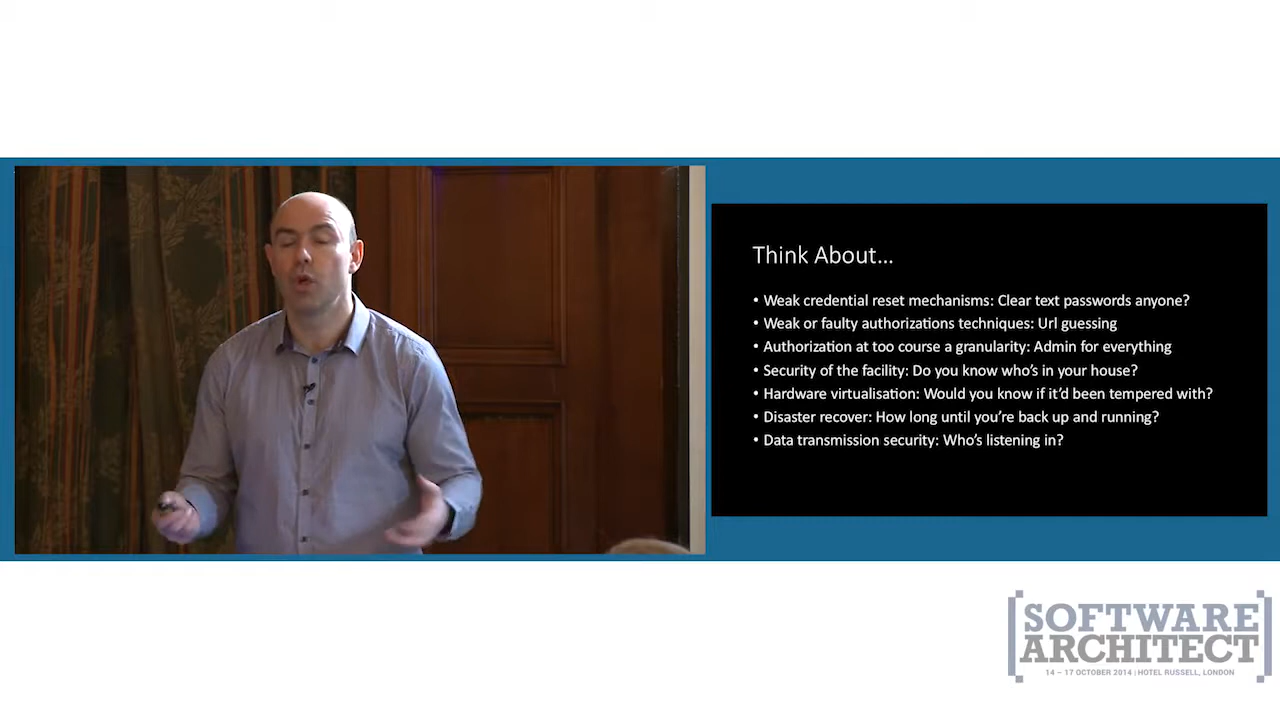 Think About...
• Weak credential reset mechanisms: Clear text passwords anyone?
• Weak or faulty authorizations techniques: Url guessing
• Authorization at too course a granularity: Admin for everything
• Security of the facility: Do you know who's in your house?
• Hardware virtualisation: Would you know if it'd been tempered with?
• Disaster recover: How long until you're back up and running?
• Data transmission security: Who's listening in?
[SOFTWARE
ARCHITECT]
14 – 17 OCTOBER 2014 | HOTEL RUSSELL, LONDON